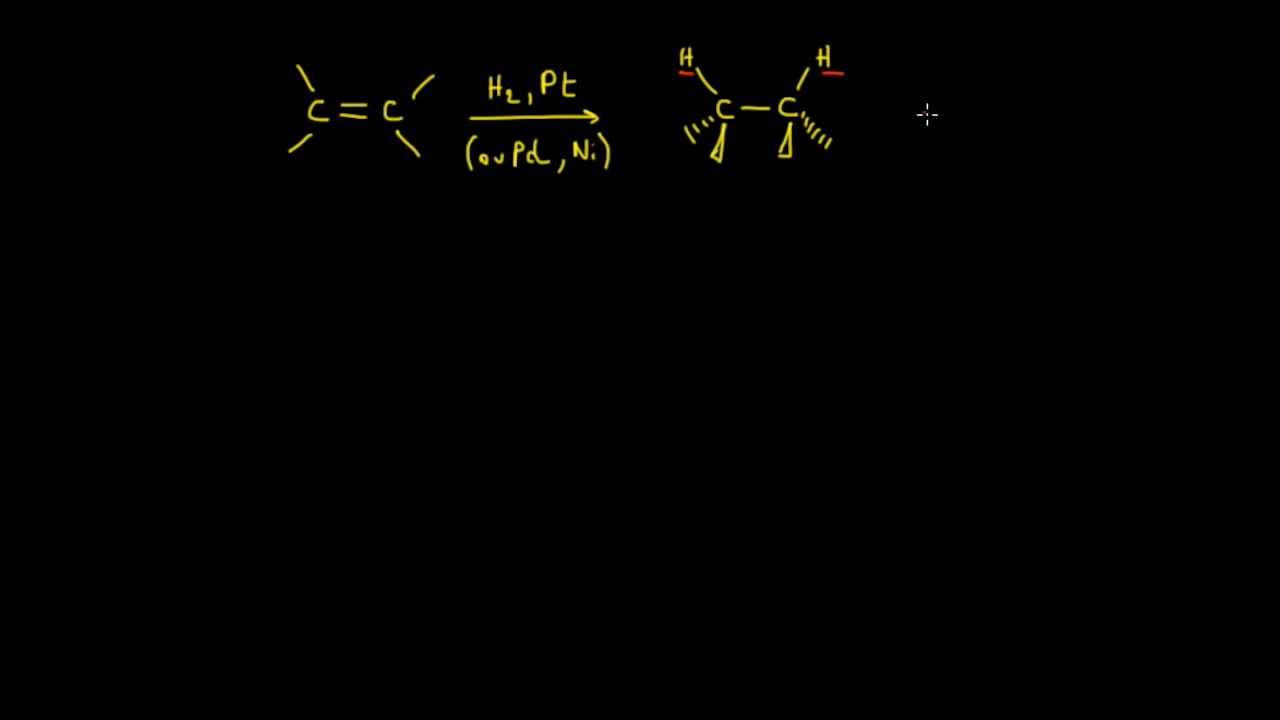 H H
C = C H₂, Pt C — C
(ou Pd, Ni)